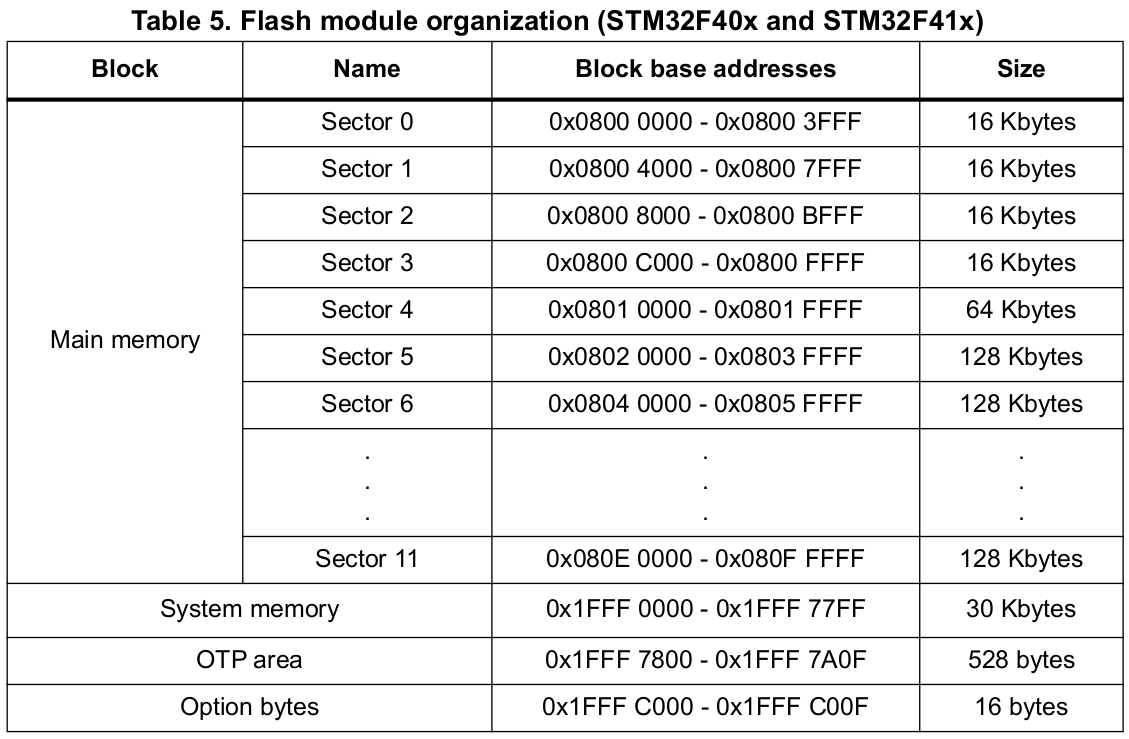 Table 5. Flash module organization (STM32F40x and STM32F41x)
Block Name Block base addresses Size
Main memory
Sector 0 0x0800 0000 - 0x0800 3FFF 16 Kbytes
Sector 1 0x0800 4000 - 0x0800 7FFF 16 Kbytes
Sector 2 0x0800 8000 - 0x0800 BFFF 16 Kbytes
Sector 3 0x0800 C000 - 0x0800 FFFF 16 Kbytes
Sector 4 0x0801 0000 - 0x0801 FFFF 64 Kbytes
Sector 5 0x0802 0000 - 0x0803 FFFF 128 Kbytes
Sector 6 0x0804 0000 - 0x0805 FFFF 128 Kbytes
. . .
. . .
. . .
Sector 11 0x080E 0000 - 0x080F FFFF 128 Kbytes
System memory 0x1FFF 0000 - 0x1FFF 77FF 30 Kbytes
OTP area 0x1FFF 7800 - 0x1FFF 7A0F 528 bytes
Option bytes 0x1FFF C000 - 0x1FFF C00F 16 bytes